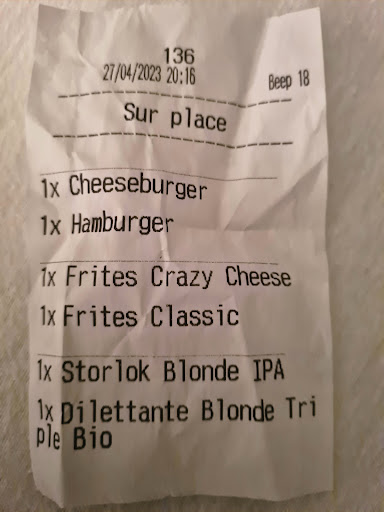 136
27/04/2023 20:16
Beep 18
Sur place
1x Cheeseburger
1x Hamburger
1x Frites Crazy Cheese
1x Frites Classic
1x Storlok Blonde IPA
1x Dilettante Blonde Tri
ple Bio